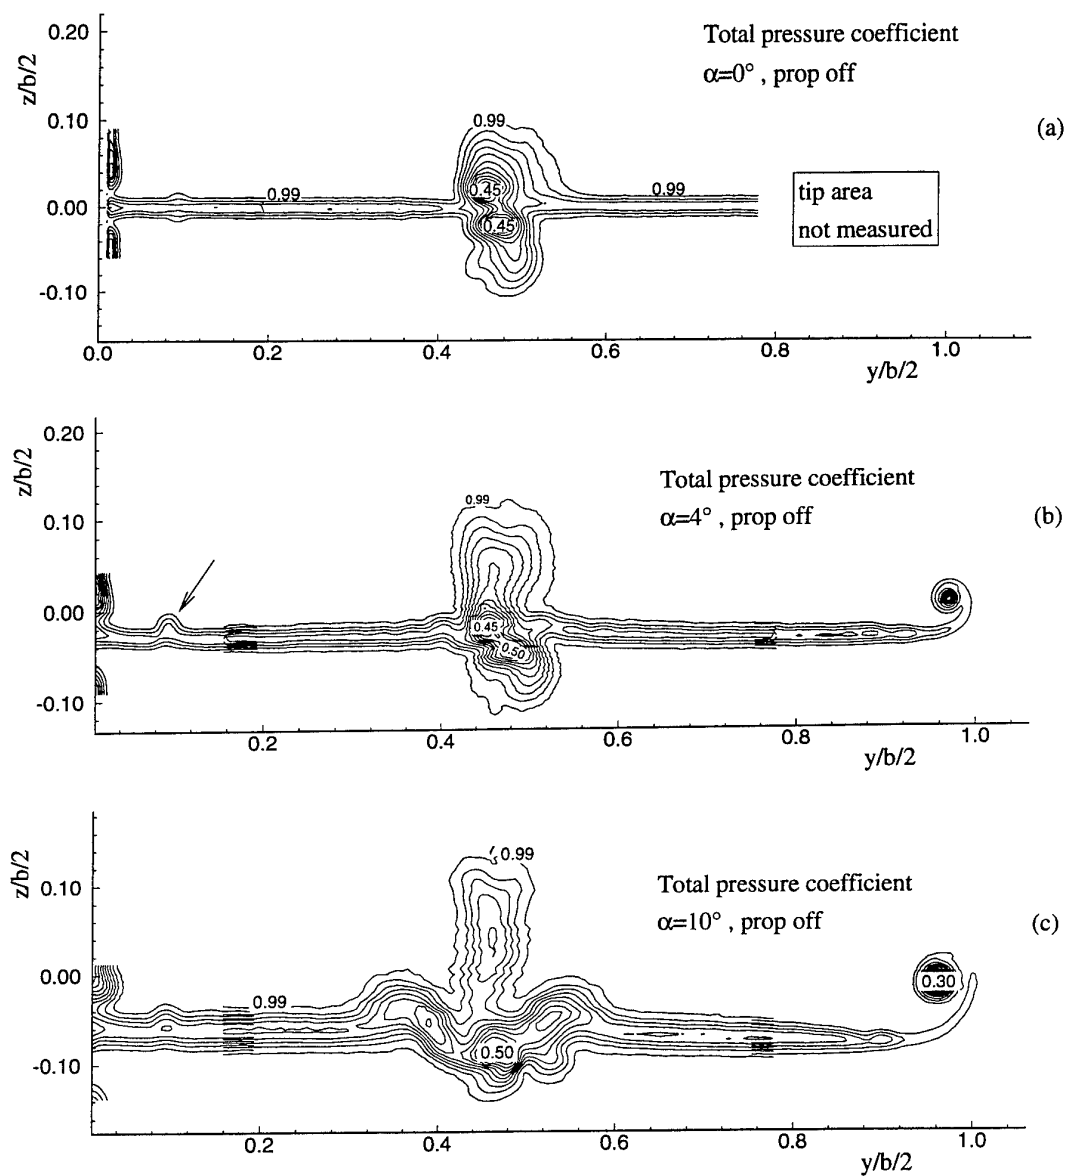 0.20
Total pressure coefficient
z/b/2
α=0° , prop off
0.10
0.99
(a)
0.99
0.45
0.99
tip area
0.00
0.45
not measured
-0.10
0.0
0.2
0.4
0.6
0.8
1.0
y/b/2
0.20
z/b/2
Total pressure coefficient
0.99
α=4° , prop off
(b)
0.10
0.00
0.45
0.50
-0.10
0.2
0.4
0.6
0.8
1.0
y/b/2
z/b/2
0.99
0.10
Total pressure coefficient
α=10° , prop off
(c)
0.00
0.30
0.99
0.50
-0.10
0.2
0.4
0.6
0.8
1.0
y/b/2